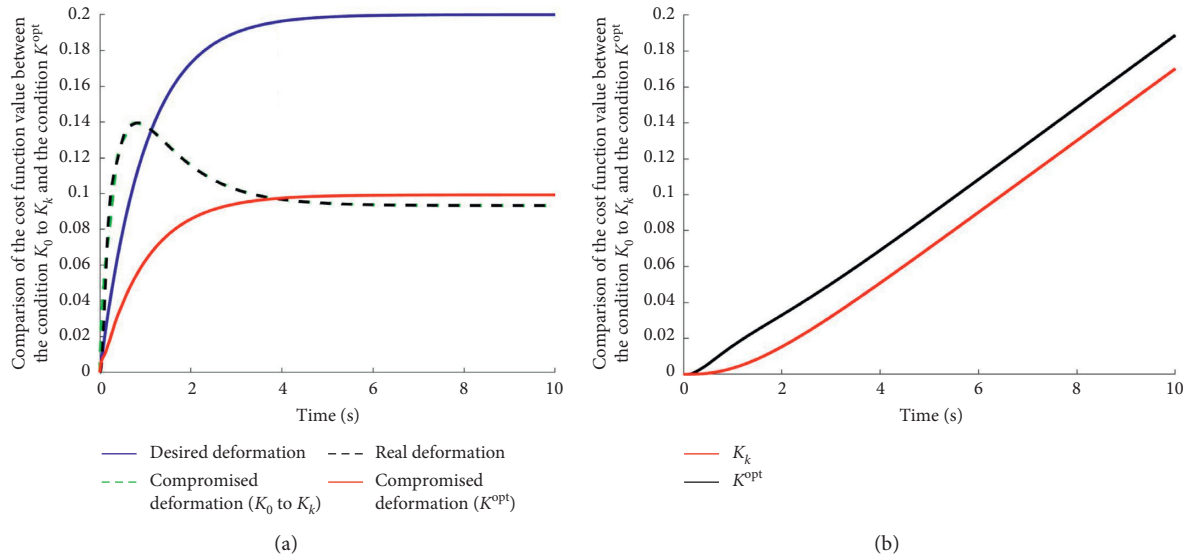 Comparison of the cost function value between
the condition K0 to Kk and the condition K^opt
0.2
0.18
0.16
0.14
0.12
0.1
0.08
0.06
0.04
0.02
0
0 2 4 6 8 10
Time (s)
Desired deformation
Real deformation
Compromised
deformation (K0 to Kk)
Compromised
deformation (K^opt)
(a)
Comparison of the cost function value between
the condition K0 to Kk and the condition K^opt
0.2
0.18
0.16
0.14
0.12
0.1
0.08
0.06
0.04
0.02
0
0 2 4 6 8 10
Time (s)
Kk
K^opt
(b)